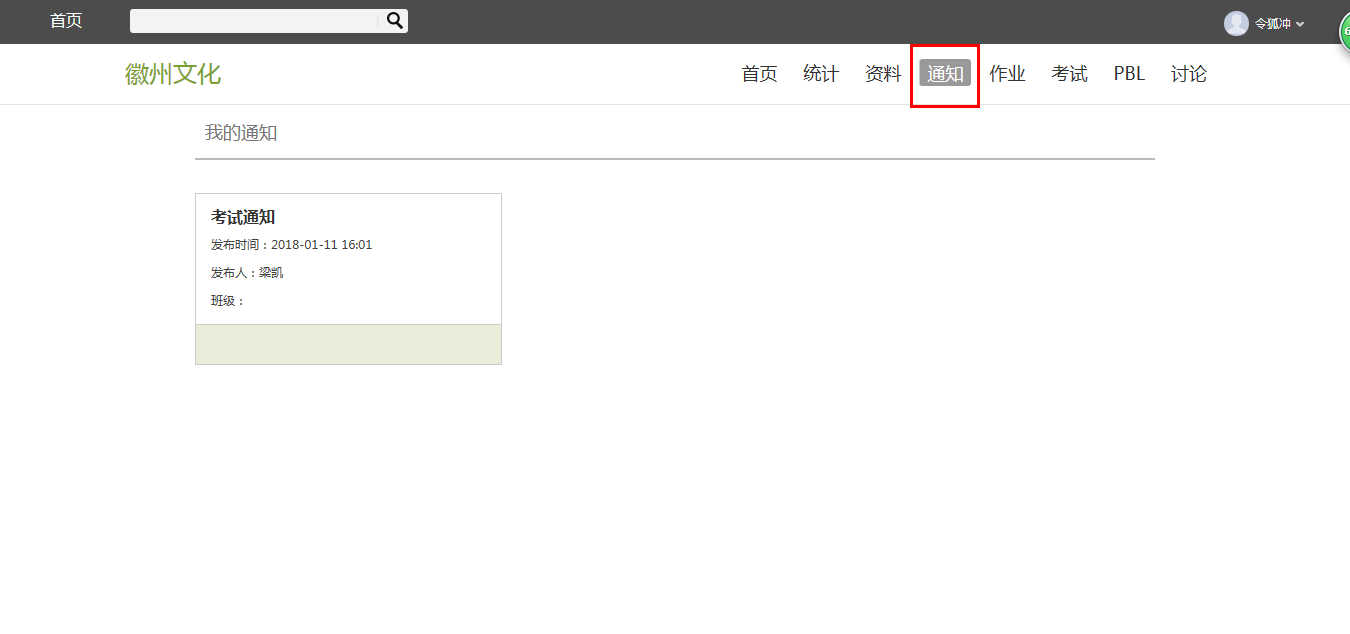 首页
令狐冲
6
徽州文化
首页 统计 资料 通知 作业 考试 PBL 讨论
我的通知
考试通知
发布时间：2018-01-11 16:01
发布人：梁凯
班级：